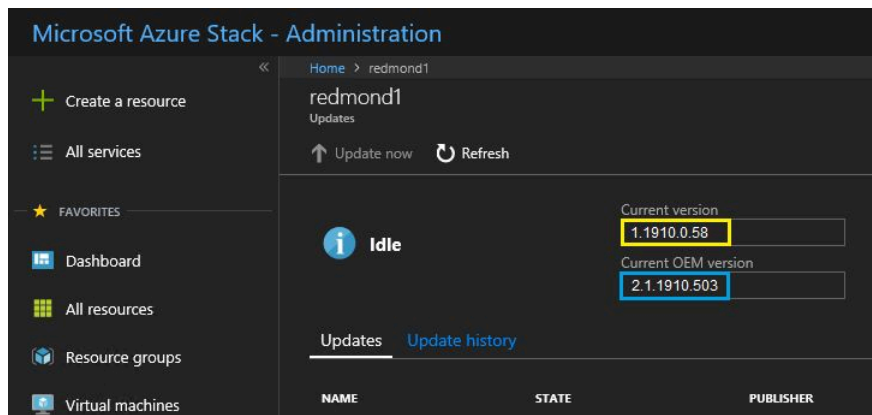 Microsoft Azure Stack - Administration
«
Home > redmond1
Create a resource
All services
FAVORITES
Dashboard
All resources
Resource groups
Virtual machines
redmond1
Updates
Update now Refresh
Idle
Current version
1.1910.0.58
Current OEM version
2.1.1910.503
Updates Update history
NAME STATE PUBLISHER